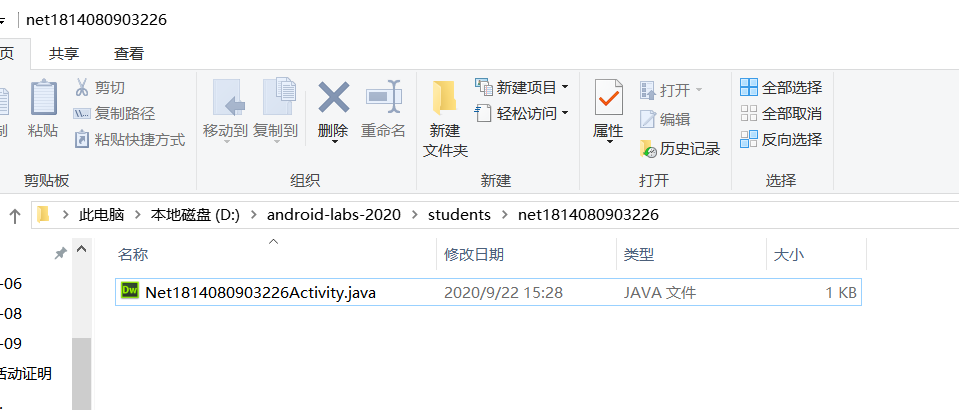 net1814080903226
页 共享 查看
制 粘贴 剪切 复制路径 粘贴快捷方式
剪贴板
移动到 复制到 删除 重命名
组织
新建文件夹 新建项目 轻松访问
新建
属性 打开 编辑 历史记录
打开
全部选择 全部取消 反向选择
选择
此电脑 本地磁盘 (D:) android-labs-2020 students net1814080903226
名称 修改日期 类型 大小
Dw Net1814080903226Activity.java 2020/9/22 15:28 JAVA 文件 1 KB
-06
-08
-09
活动证明